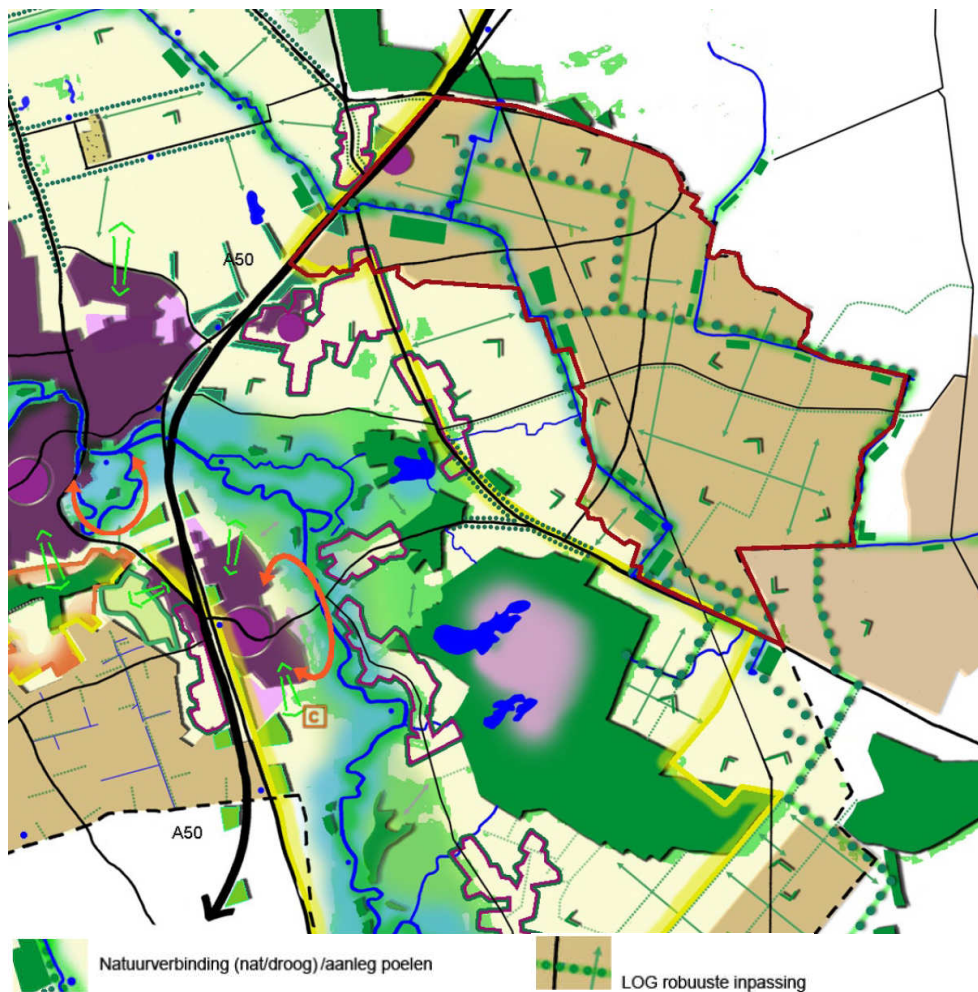 A50
C
A50
Natuurverbinding (nat/droog)/aanleg poelen
LOG robuuste inpassing